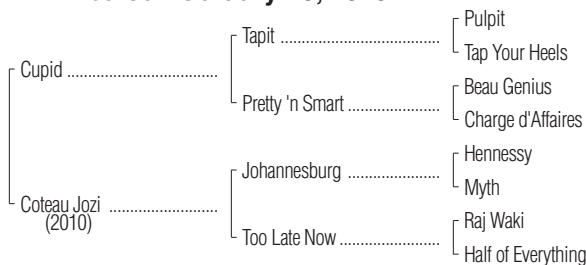 Pulpit
Tapit
Tap Your Heels
Cupid
Beau Genius
Pretty 'n Smart
Charge d'Affaires
Hennessy
Johannesburg
Myth
Coteau Jozi
(2010)
Raj Waki
Too Late Now
Half of Everything